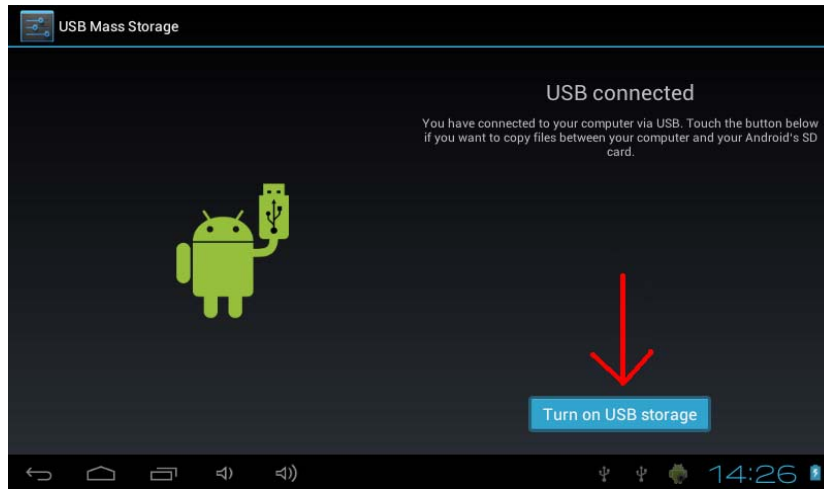 USB Mass Storage
USB connected
You have connected to your computer via USB. Touch the button below
if you want to copy files between your computer and your Android's SD
card.
Turn on USB storage
14:26